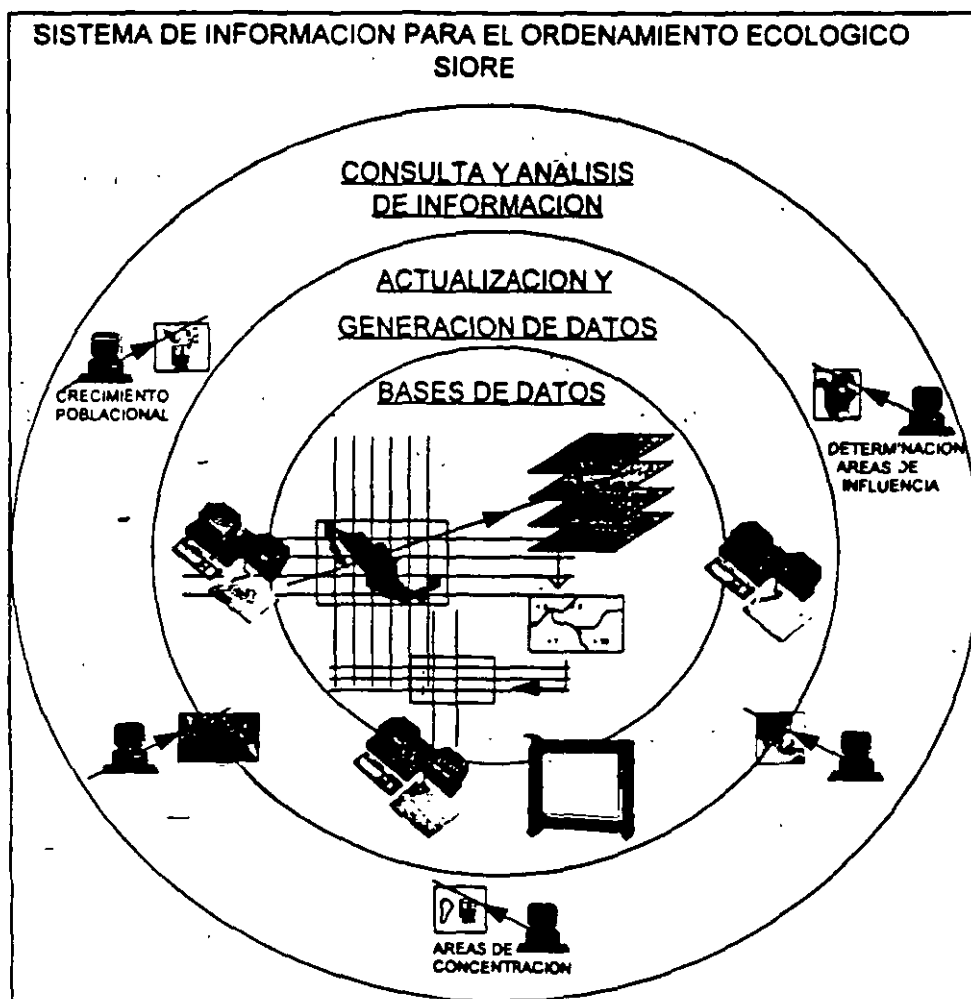 SISTEMA DE INFORMACION PARA EL ORDENAMIENTO ECOLOGICO
SIORE
CONSULTA Y ANALISIS
DE INFORMACION
ACTUALIZACION Y
GENERACION DE DATOS
BASES DE DATOS
CRECIMIENTO
POBLACIONAL
DETERMINACION
AREAS DE
INFLUENCIA
AREAS DE
CONCENTRACION